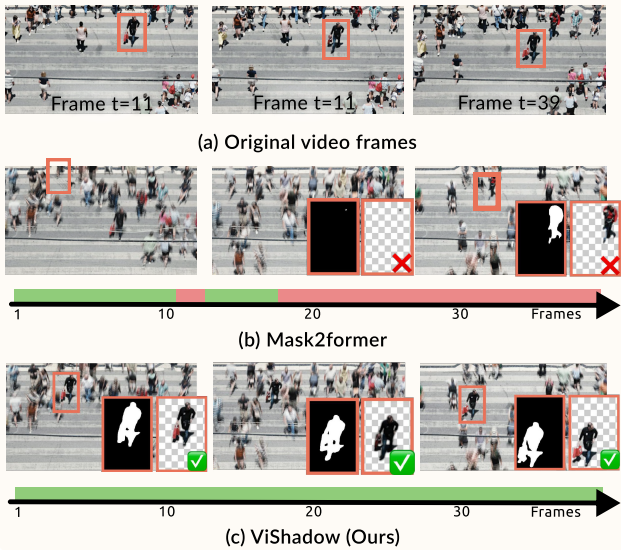 Frame t=11
Frame t=11
Frame t=39
(a) Original video frames
1 10 20 30 Frames
(b) Mask2former
1 10 20 30 Frames
(c) ViShadow (Ours)